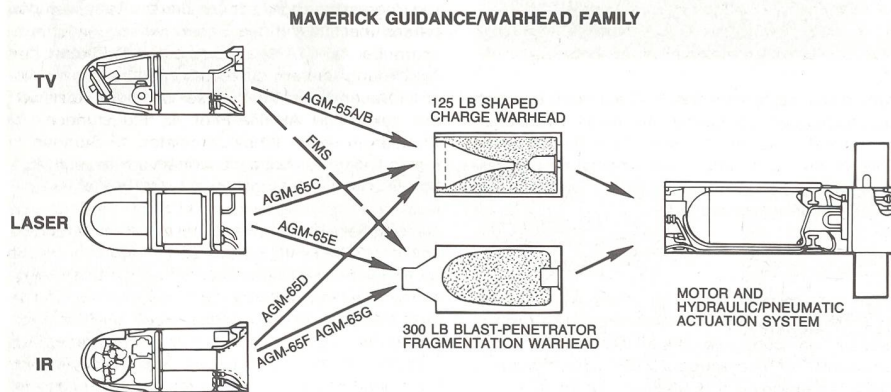 MAVERICK GUIDANCE/WARHEAD FAMILY
TV
AGM-65A/B
FMS
125 LB SHAPED
CHARGE WARHEAD
LASER
AGM-65C
AGM-65E
AGM-65D
AGM-65F AGM-65G
300 LB BLAST-PENETRATOR
FRAGMENTATION WARHEAD
MOTOR AND
HYDRAULIC/PNEUMATIC
ACTUATION SYSTEM
IR